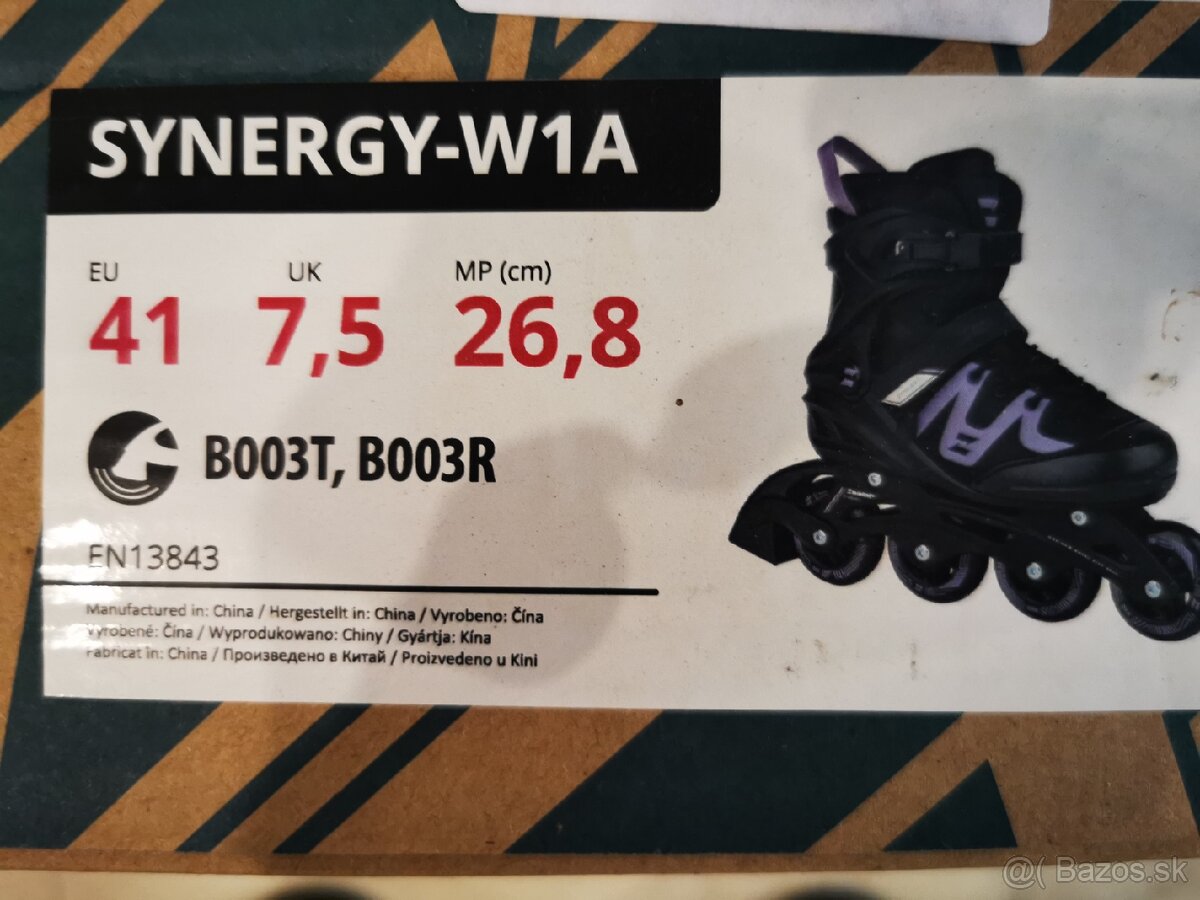 SYNERGY-W1A
EU UK MP (cm)
41 7,5 26,8
B003T, B003R
EN13843
Manufactured in: China / Hergestellt in: China / Vyrobeno: Čína
Vyrobené: Čína / Wyprodukowano: Chiny / Gyártja: Kína
Fabricat în: China / Произведено в Китай / Proizvedeno u Kini
@( Bazos.sk